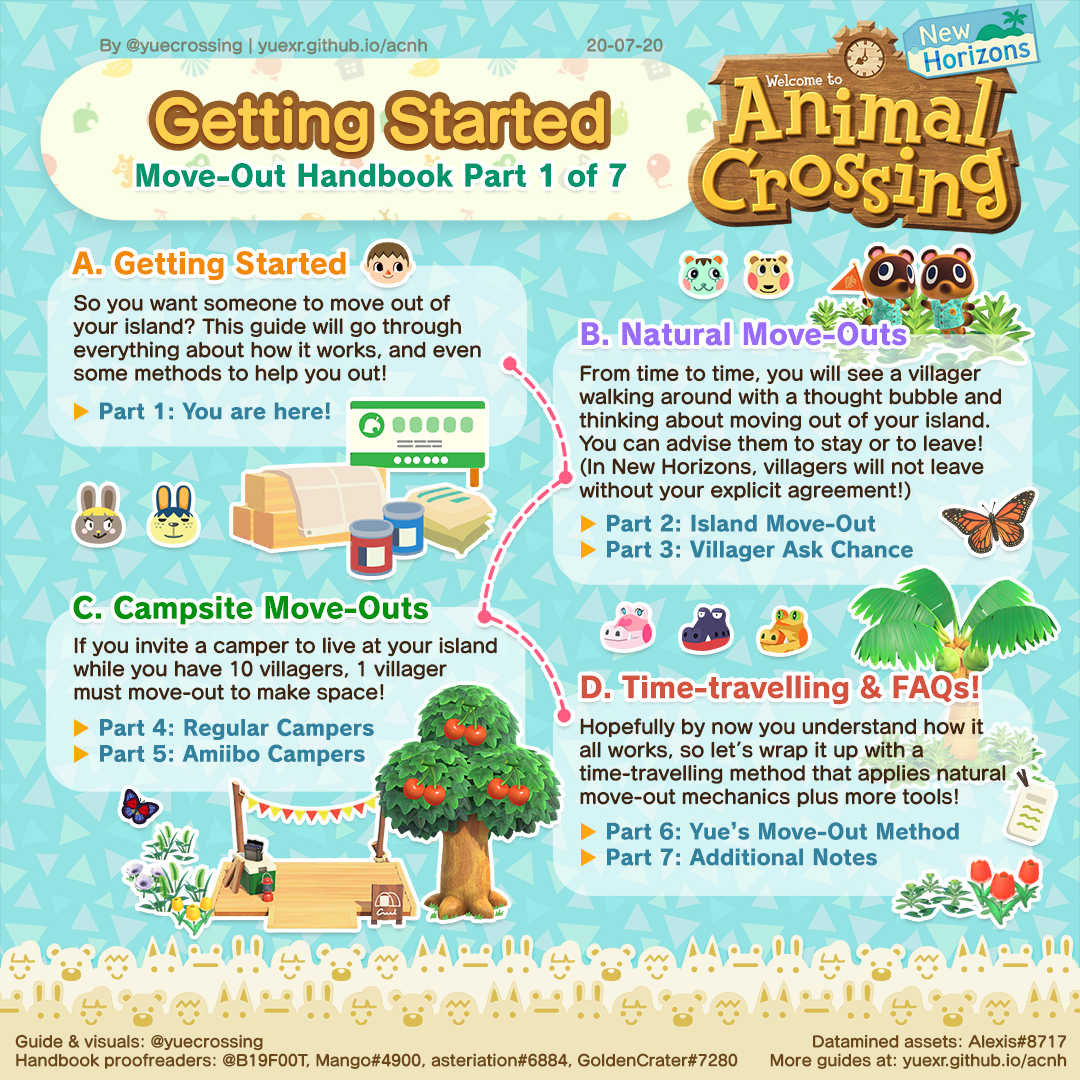 By @yuecrossing | yuexr.github.io/acnh
20-07-20
Getting Started
Move-Out Handbook Part 1 of 7
New
Horizons
Welcome to
Animal
Crossing
A. Getting Started
So you want someone to move out of
your island? This guide will go through
everything about how it works, and even
some methods to help you out!
Part 1: You are here!
B. Natural Move-Outs
From time to time, you will see a villager
walking around with a thought bubble and
thinking about moving out of your island.
You can advise them to stay or to leave!
(In New Horizons, villagers will not leave
without your explicit agreement!)
Part 2: Island Move-Out
Part 3: Villager Ask Chance
C. Campsite Move-Outs
If you invite a camper to live at your island
while you have 10 villagers, 1 villager
must move-out to make space!
Part 4: Regular Campers
Part 5: Amiibo Campers
D. Time-travelling & FAQs!
Hopefully by now you understand how it
all works, so let's wrap it up with a
time-travelling method that applies natural
move-out mechanics plus more tools!
Part 6: Yue's Move-Out Method
Part 7: Additional Notes
Guide & visuals: @yuecrossing
Handbook proofreaders: @B19F00T, Mango#4900, asteriation#6884, GoldenCrater#7280
Datamined assets: Alexis#8717
More guides at: yuexr.github.io/acnh